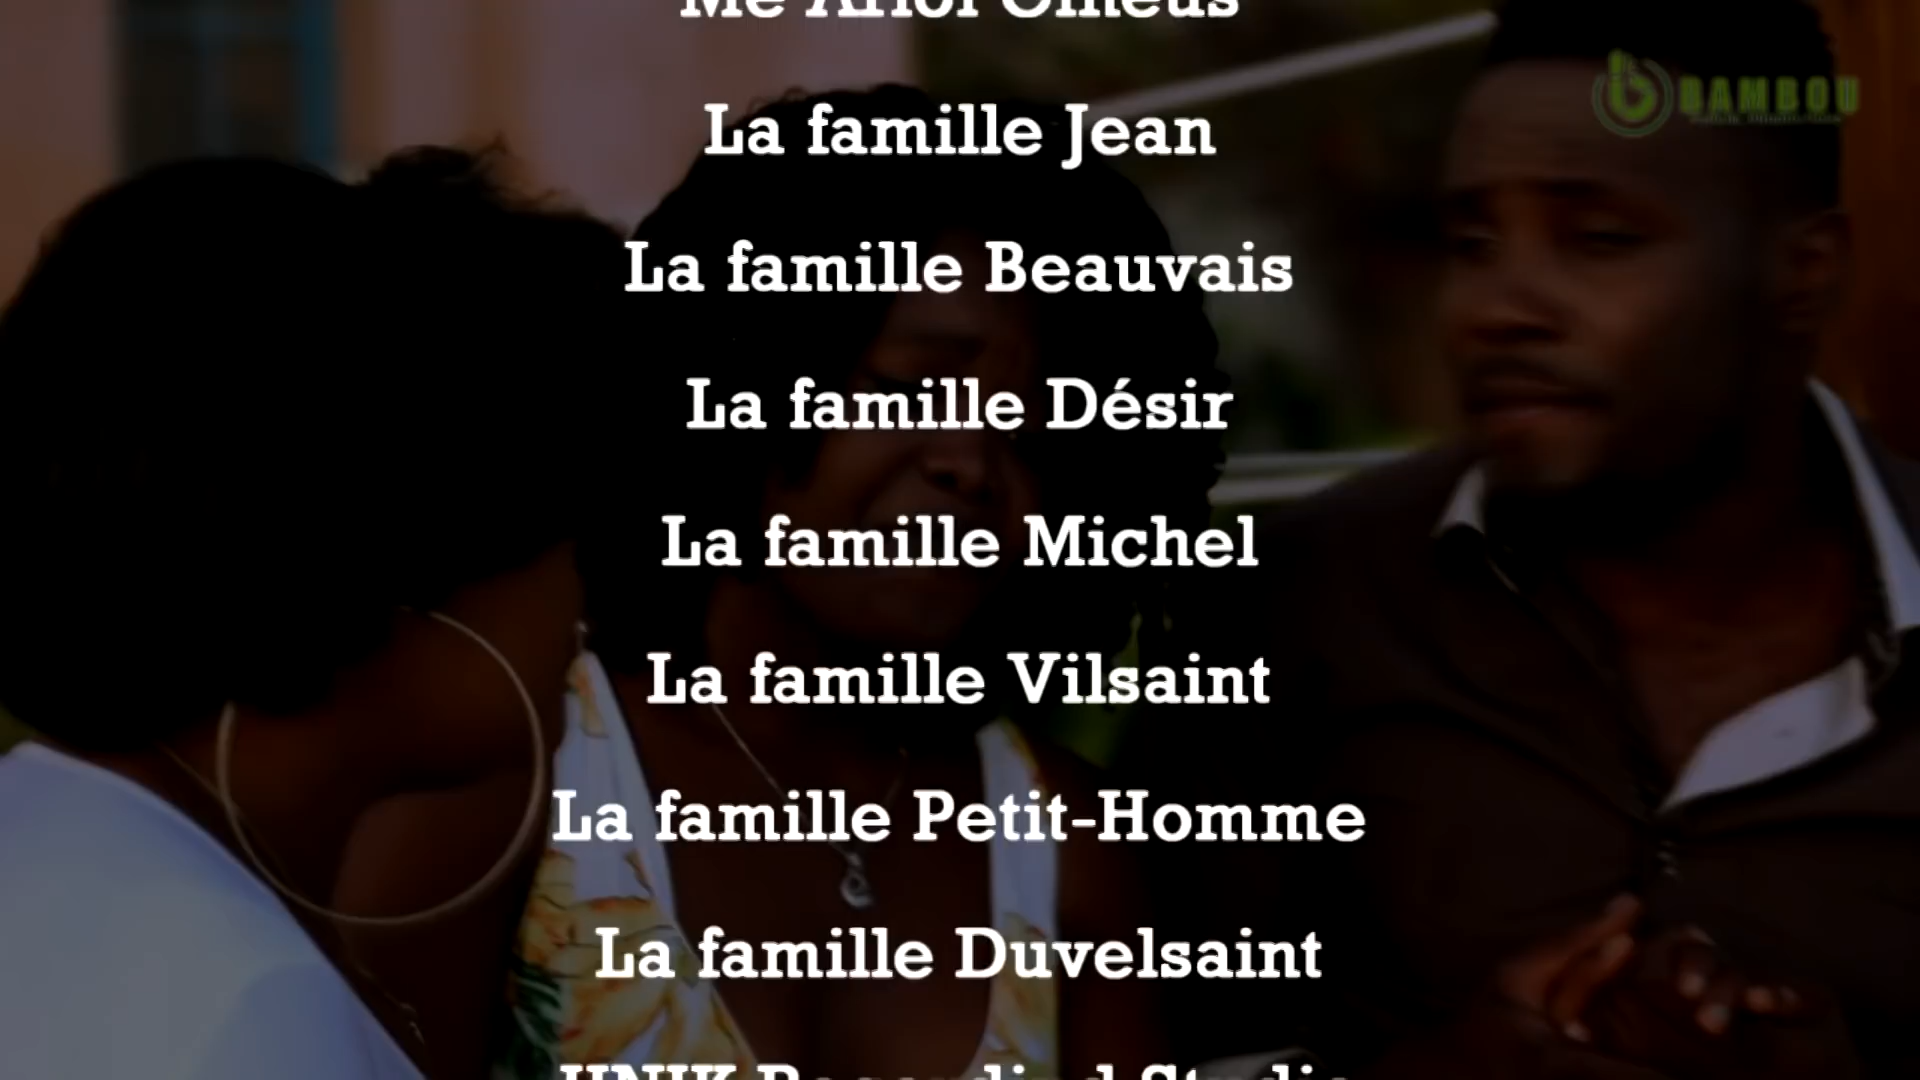 BAMBOU
La famille Jean
La famille Beauvais
La famille Désir
La famille Michel
La famille Vilsaint
La famille Petit-Homme
La famille Duvelsaint